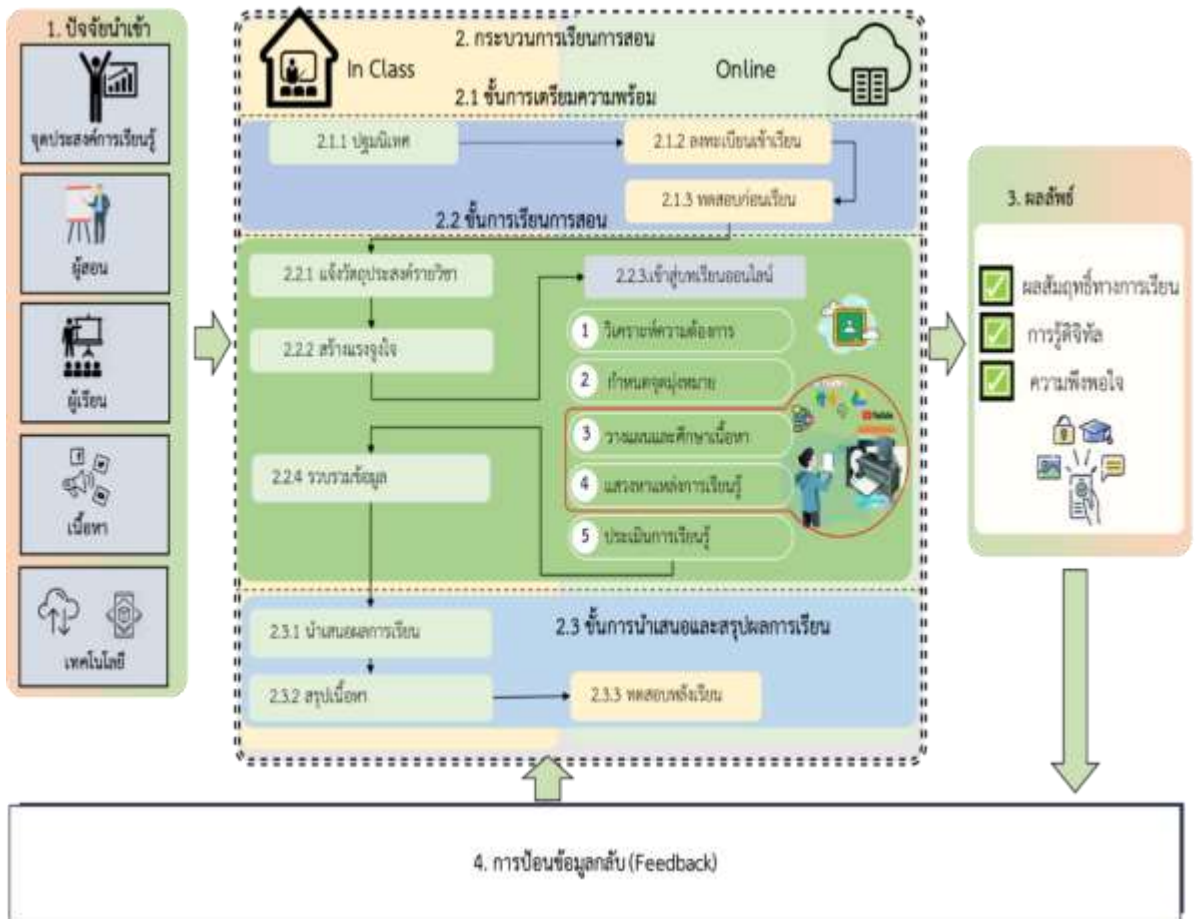 1. ปัจจัยนำเข้า
จุดประสงค์การเรียนรู้
ผู้สอน
ผู้เรียน
เนื้อหา
เทคโนโลยี
2. กระบวนการเรียนการสอน
In Class
Online
2.1 ขั้นการเตรียมความพร้อม
2.1.1 ปฐมนิเทศ
2.1.2 ลงทะเบียนเข้าเรียน
2.1.3 ทดสอบก่อนเรียน
2.2 ขั้นการเรียนการสอน
2.2.1 แจ้งวัตถุประสงค์รายวิชา
2.2.2 สร้างแรงจูงใจ
2.2.3.เข้าสู่บทเรียนออนไลน์
1 วิเคราะห์ความต้องการ
2 กำหนดจุดมุ่งหมาย
3 วางแผนและศึกษาเนื้อหา
4 แสวงหาแหล่งการเรียนรู้
5 ประเมินการเรียนรู้
YouTube
2.2.4 รวบรวมข้อมูล
2.3 ขั้นการนำเสนอและสรุปผลการเรียน
2.3.1 นำเสนอผลการเรียน
2.3.2 สรุปเนื้อหา
2.3.3 ทดสอบหลังเรียน
3. ผลลัพธ์
ผลสัมฤทธิ์ทางการเรียน
การรู้ดิจิทัล
ความพึงพอใจ
4. การป้อนข้อมูลกลับ (Feedback)